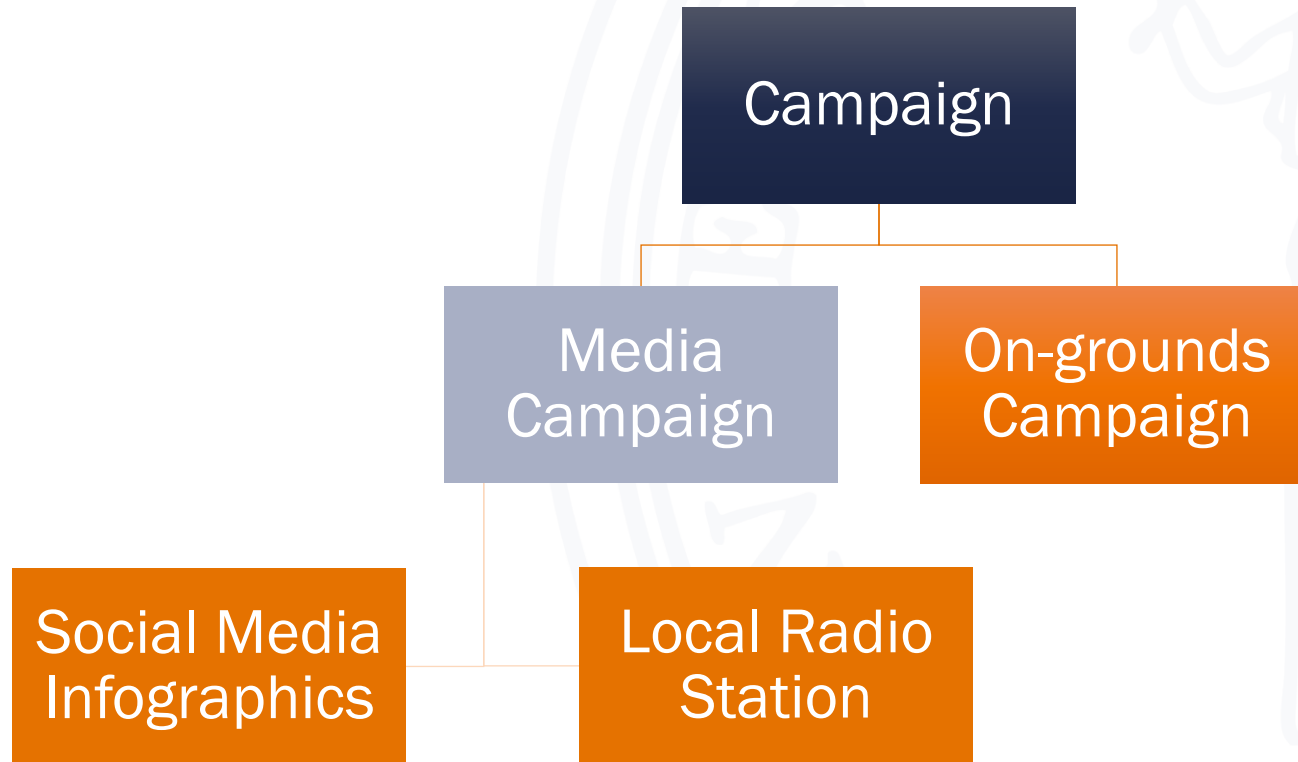 Campaign
Media
Campaign
On-grounds
Campaign
Social Media
Infographics
Local Radio
Station